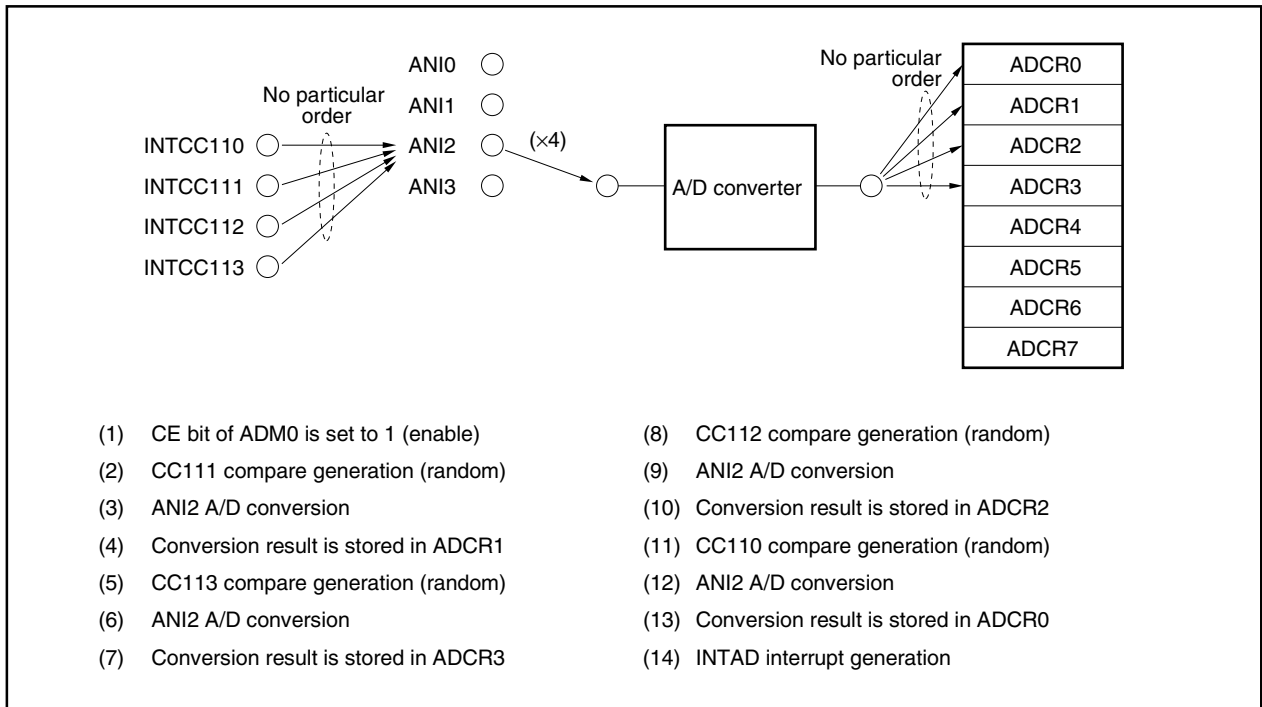 No particular
order
INTCC110
INTCC111
INTCC112
INTCC113
ANI0
ANI1
ANI2
ANI3
(×4)
A/D converter
No particular
order
ADCR0
ADCR1
ADCR2
ADCR3
ADCR4
ADCR5
ADCR6
ADCR7
(1) CE bit of ADM0 is set to 1 (enable)
(2) CC111 compare generation (random)
(3) ANI2 A/D conversion
(4) Conversion result is stored in ADCR1
(5) CC113 compare generation (random)
(6) ANI2 A/D conversion
(7) Conversion result is stored in ADCR3
(8) CC112 compare generation (random)
(9) ANI2 A/D conversion
(10) Conversion result is stored in ADCR2
(11) CC110 compare generation (random)
(12) ANI2 A/D conversion
(13) Conversion result is stored in ADCR0
(14) INTAD interrupt generation